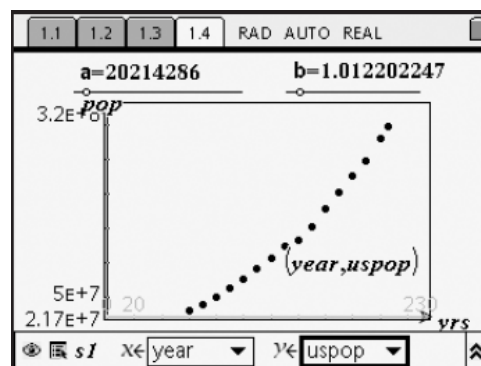 1.1 1.2 1.3 1.4 RAD AUTO REAL
a=20214286 b=1.012202247
pop
3.2E+
(year,uspop)
5E+7 20 230
2.17E+7 yrs
s1 x← year y← uspop